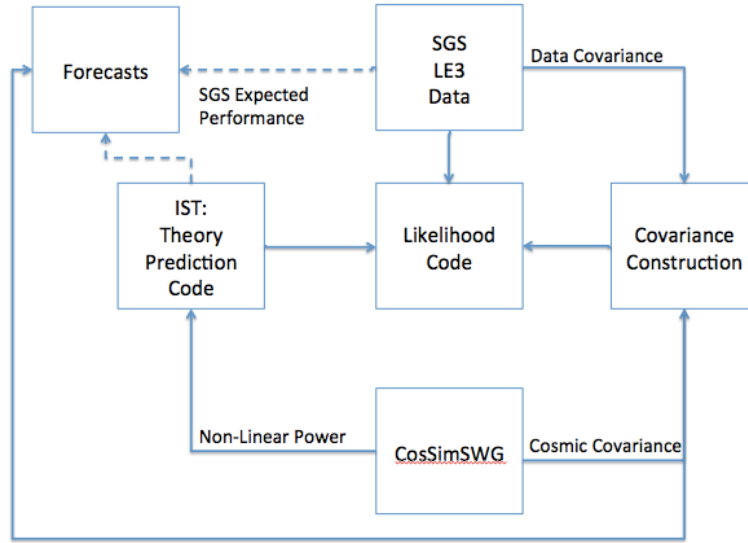 Forecasts
SGS
LE3
Data
Data Covariance
SGS Expected
Performance
IST:
Theory
Prediction
Code
Likelihood
Code
Covariance
Construction
Non-Linear Power
CosSimSWG
Cosmic Covariance